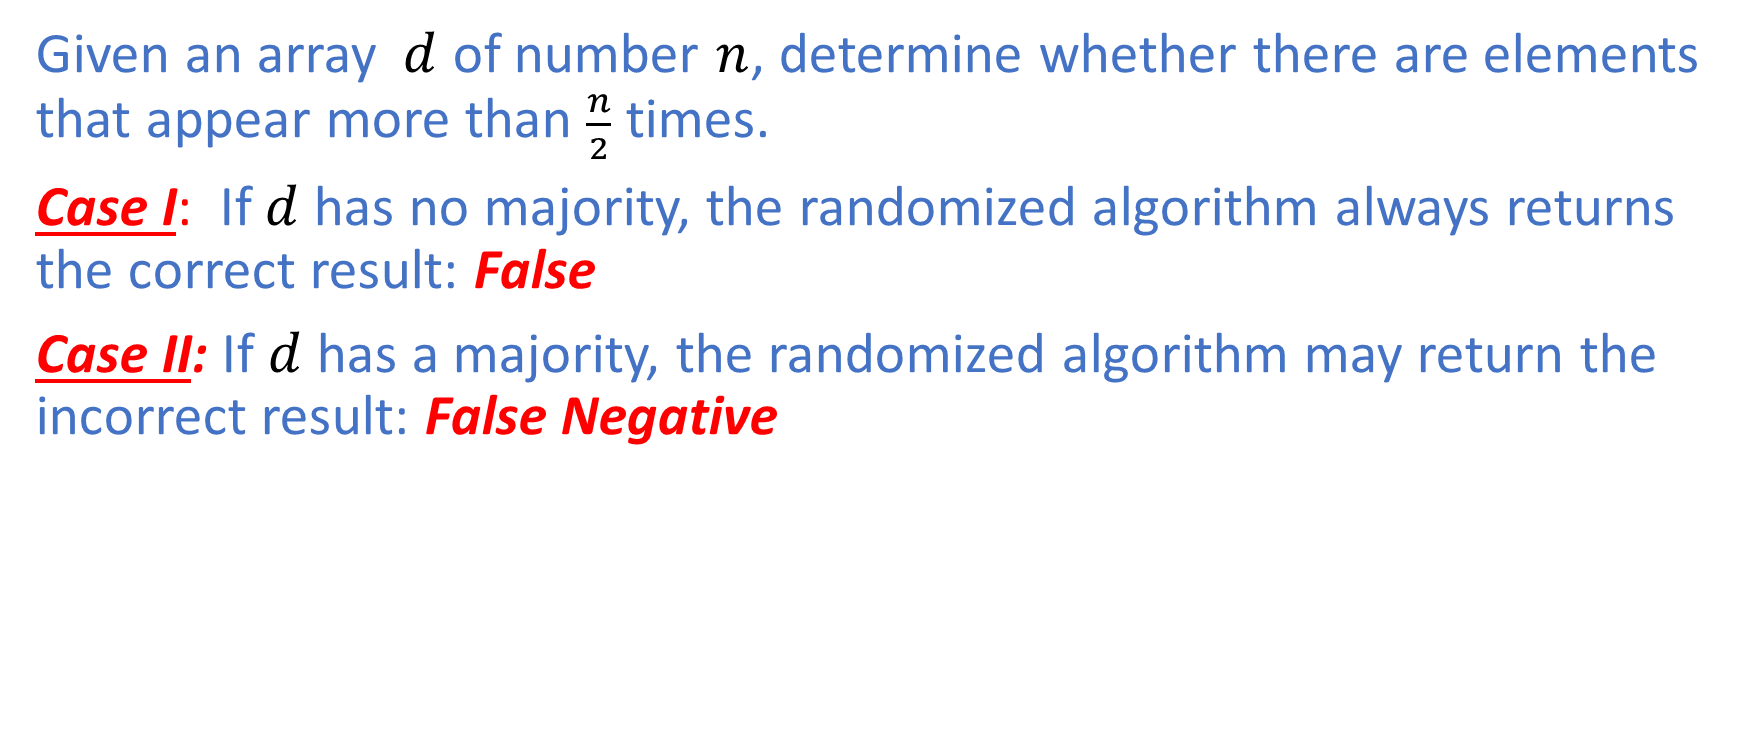 Given an array d of number n, determine whether there are elements
that appear more than n/2 times.
Case I: If d has no majority, the randomized algorithm always returns
the correct result: False
Case II: If d has a majority, the randomized algorithm may return the
incorrect result: False Negative